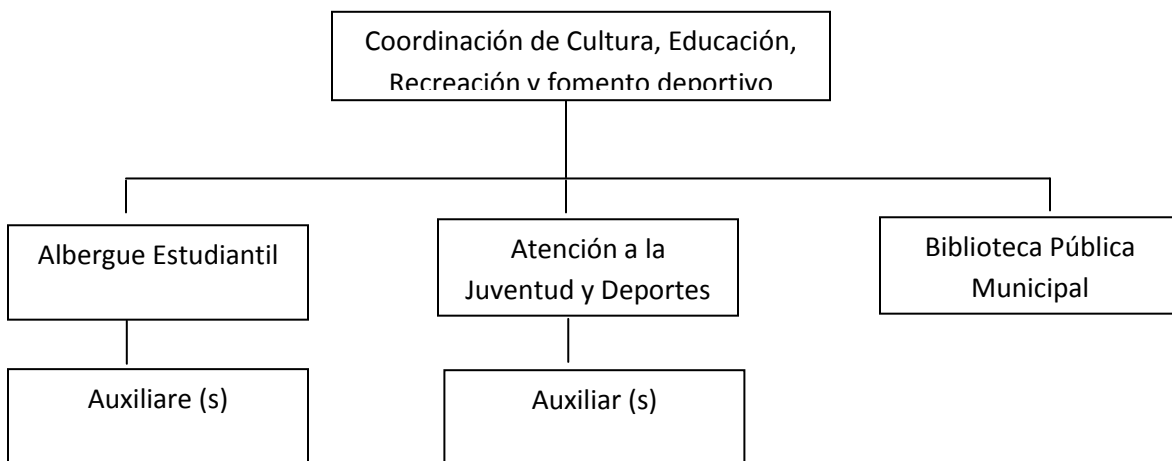 Coordinación de Cultura, Educación,
Recreación y fomento deportivo
Albergue Estudiantil
Atención a la
Juventud y Deportes
Biblioteca Pública
Municipal
Auxiliare (s)
Auxiliar (s)